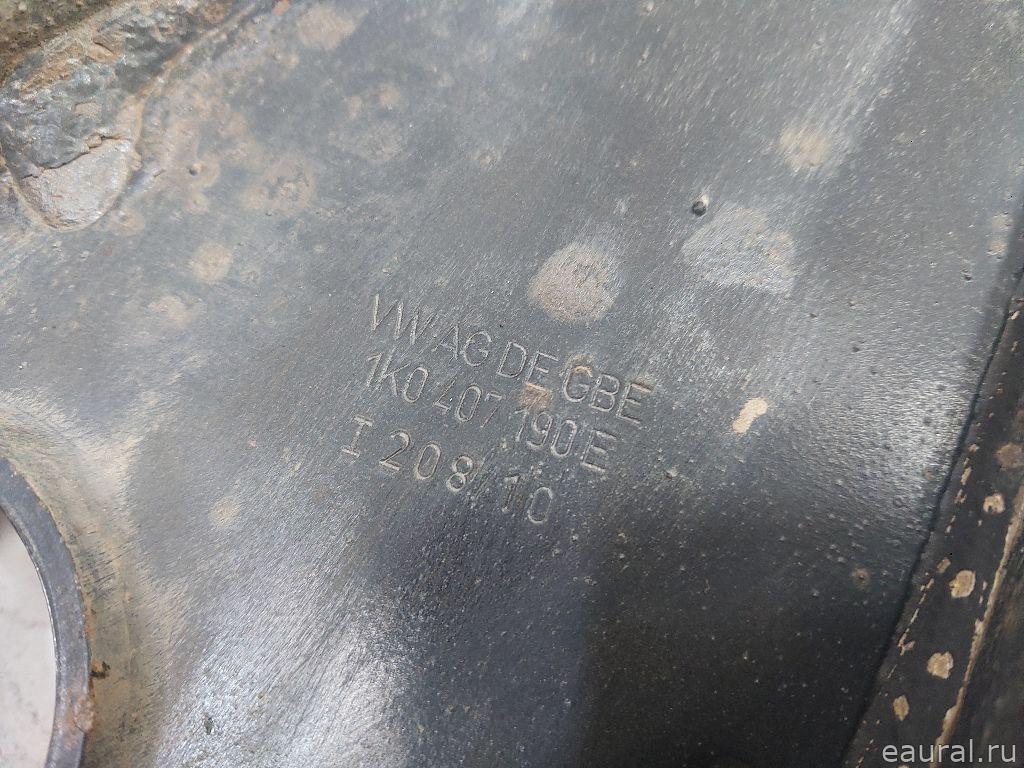 VW AG DE GBE
1K0 407 190 E
I 208/10
eaural.ru